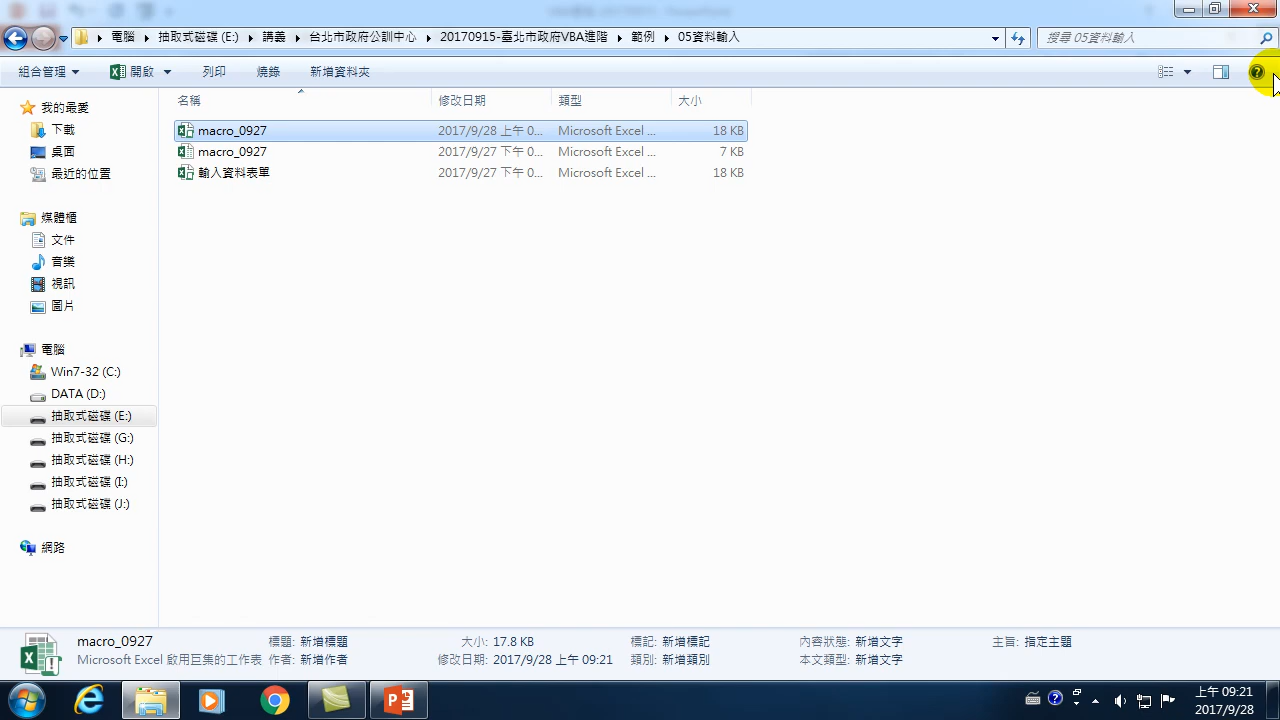 電腦 抽取式磁碟 (E:) 講義 台北市政府公訓中心 20170915-臺北市政府VBA進階 範例 05資料輸入 搜尋 05資料輸入
組合管理 開啟 列印 燒錄 新增資料夾
名稱 修改日期 類型 大小
macro_0927 2017/9/28 上午 0... Microsoft Excel ... 18 KB
macro_0927 2017/9/27 下午 0... Microsoft Excel ... 7 KB
輸入資料表單 2017/9/27 下午 0... Microsoft Excel ... 18 KB
我的最愛
下載
桌面
最近的位置
媒體櫃
文件
音樂
視訊
圖片
電腦
Win7-32 (C:)
DATA (D:)
抽取式磁碟 (E:)
抽取式磁碟 (G:)
抽取式磁碟 (H:)
抽取式磁碟 (I:)
抽取式磁碟 (J:)
網路
macro_0927 標題: 新增標題 大小: 17.8 KB 標記: 新增標記 內容狀態: 新增文字 主旨: 指定主題
Microsoft Excel 啟用巨集的工作表 作者: 新增作者 修改日期: 2017/9/28 上午 09:21 類別: 新增類別 本文類型: 新增文字
上午 09:21
2017/9/28